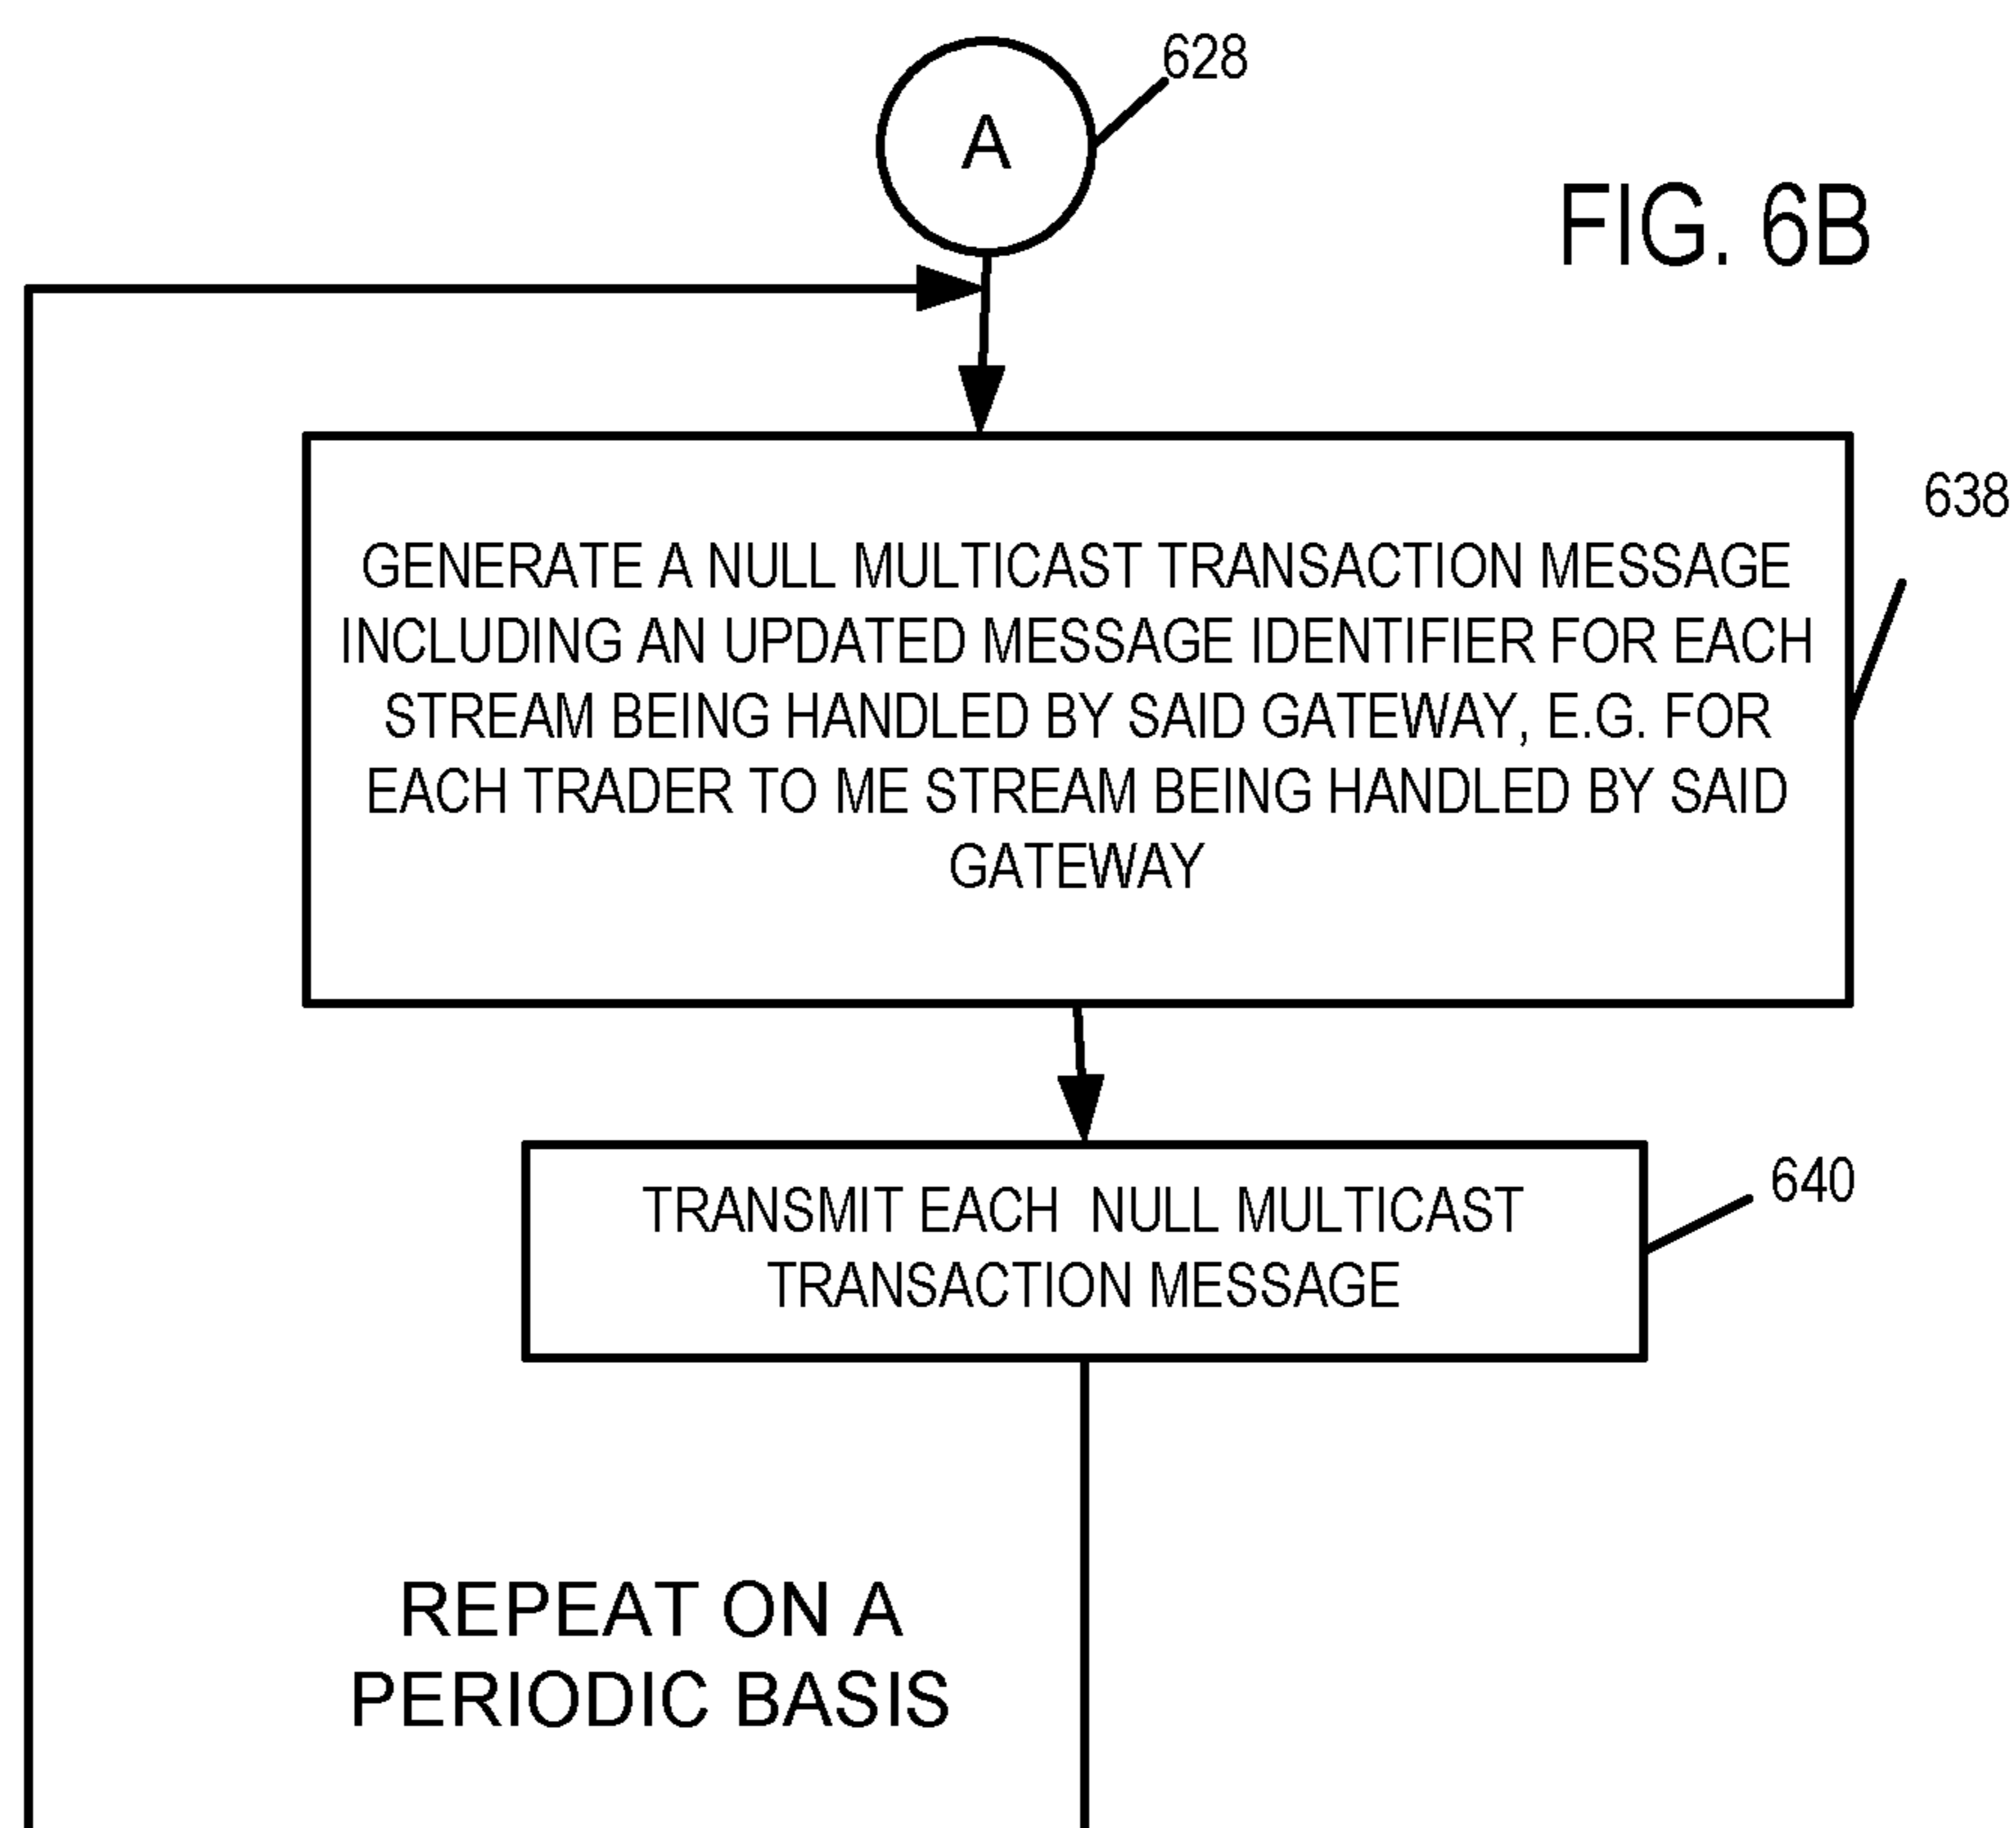 628
A
FIG. 6B
638
GENERATE A NULL MULTICAST TRANSACTION MESSAGE
INCLUDING AN UPDATED MESSAGE IDENTIFIER FOR EACH
STREAM BEING HANDLED BY SAID GATEWAY, E.G. FOR
EACH TRADER TO ME STREAM BEING HANDLED BY SAID
GATEWAY
640
TRANSMIT EACH NULL MULTICAST
TRANSACTION MESSAGE
REPEAT ON A
PERIODIC BASIS